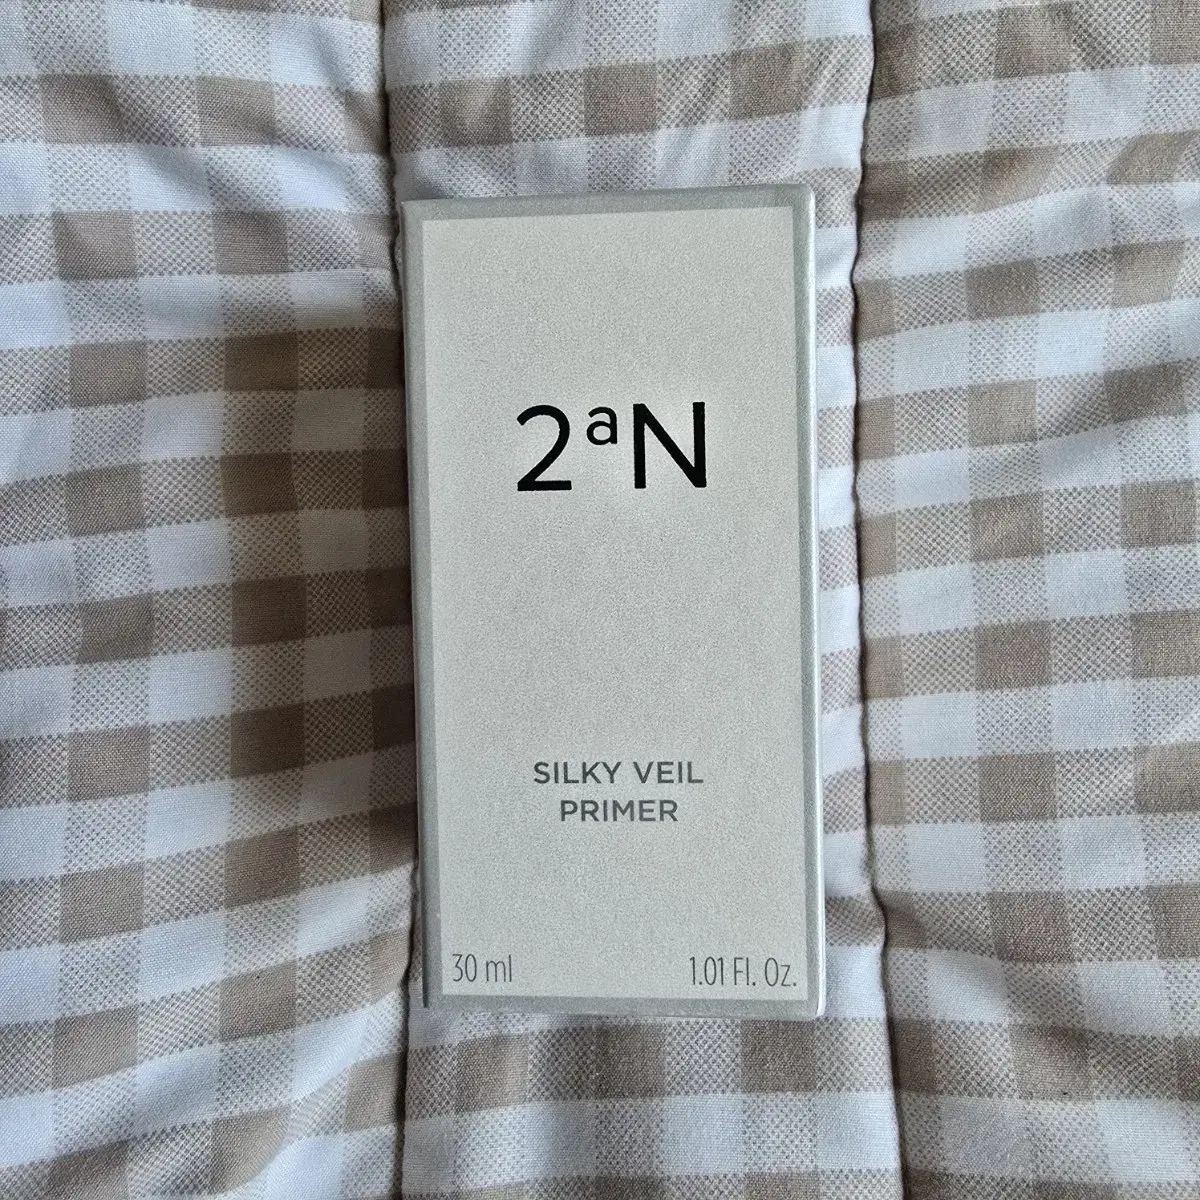 2aN
SILKY VEIL
PRIMER
30 ml 1.01 Fl. Oz.